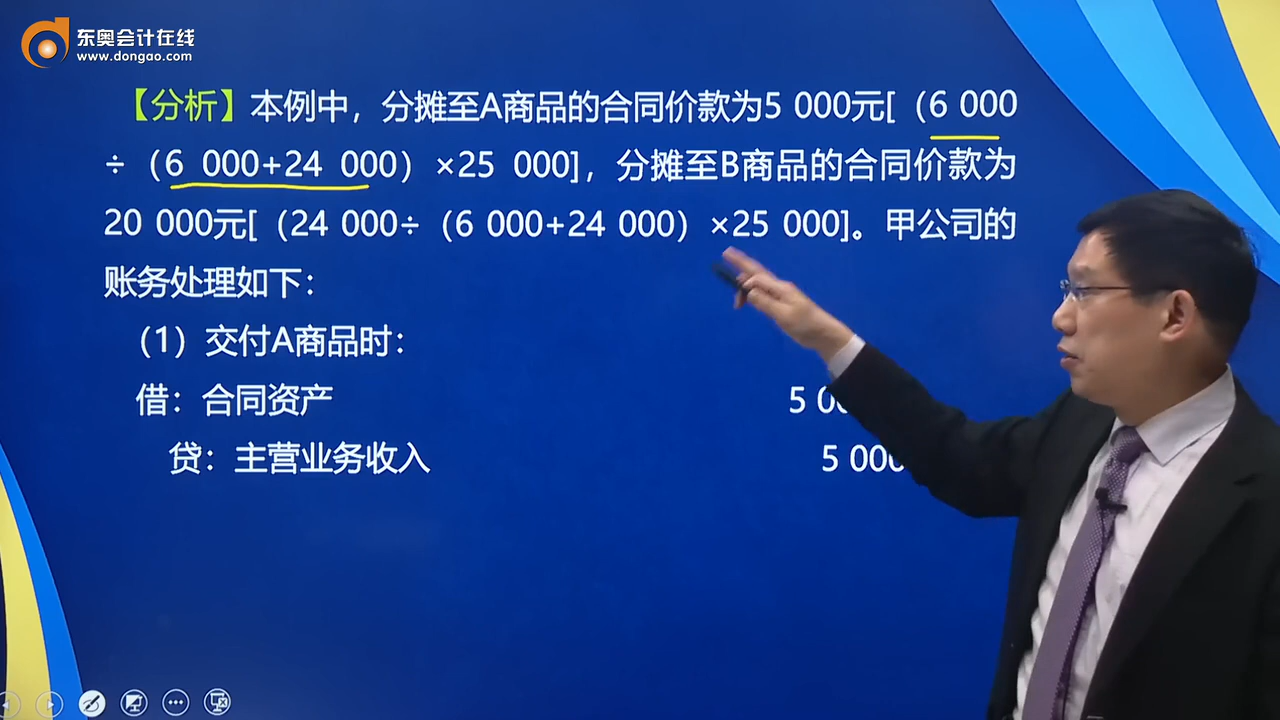 东奥会计在线
www.dongao.com
【分析】本例中，分摊至A商品的合同价款为5 000元[（6 000
÷（6 000+24 000）×25 000]，分摊至B商品的合同价款为
20 000元[（24 000÷（6 000+24 000）×25 000]。甲公司的
账务处理如下：
（1）交付A商品时：
借：合同资产
贷：主营业务收入 5 000